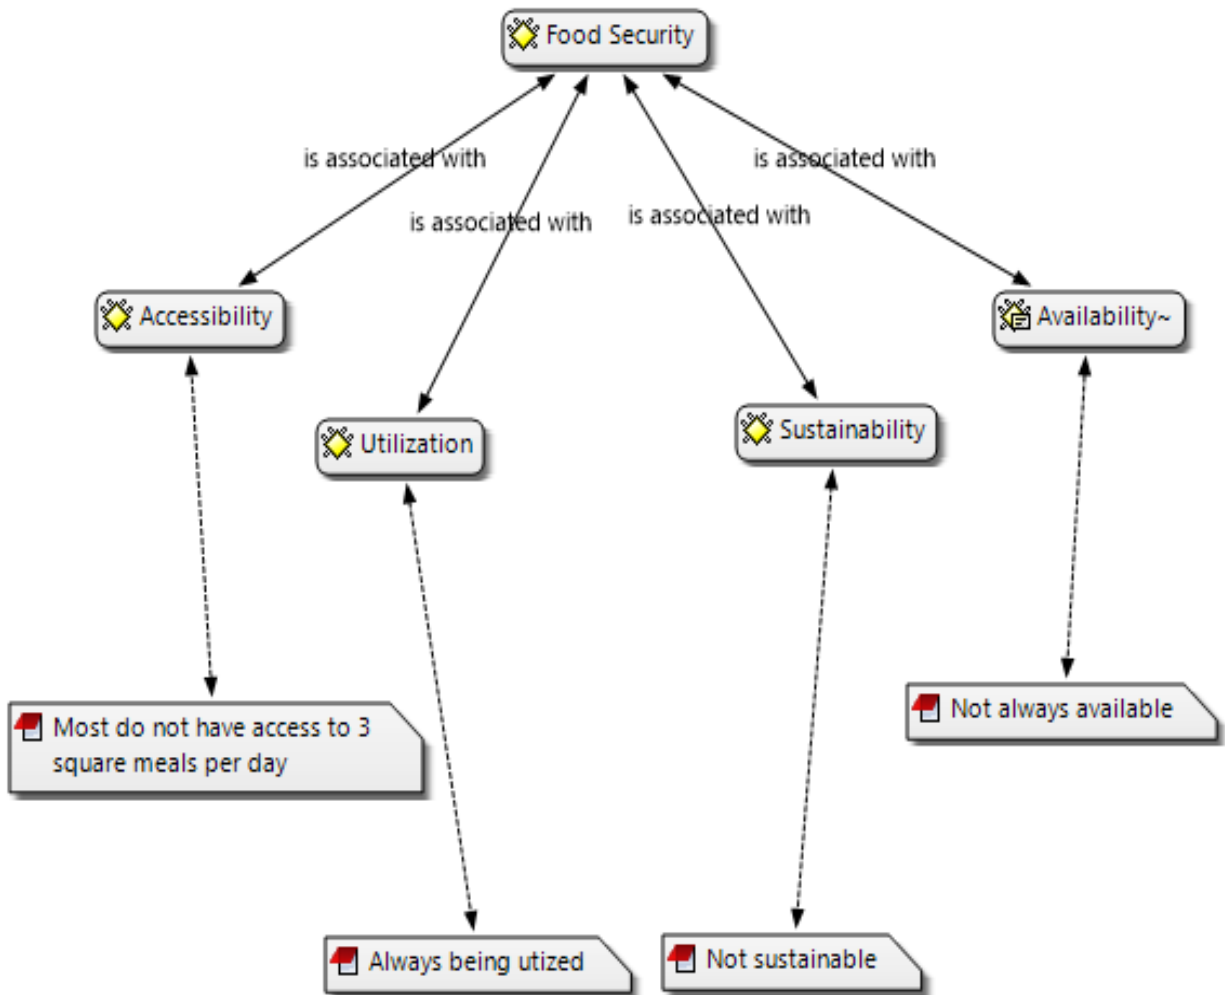 Food Security
is associated with
is associated with
is associated with
is associated with
Accessibility
Availability~
Utilization
Sustainability
Most do not have access to 3
square meals per day
Not always available
Always being utized
Not sustainable